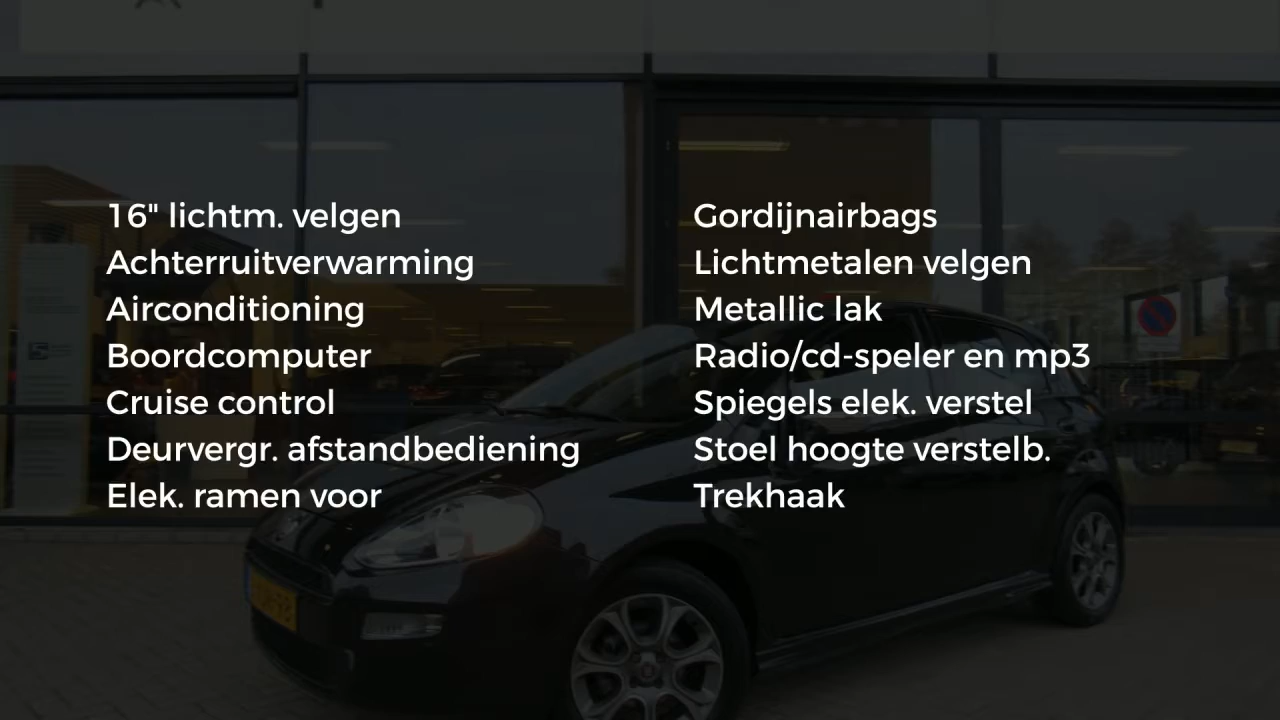 16" lichtm. velgen
Achterruitverwarming
Airconditioning
Boordcomputer
Cruise control
Deurvergr. afstandbediening
Elek. ramen voor
Gordijnairbags
Lichtmetalen velgen
Metallic lak
Radio/cd-speler en mp3
Spiegels elek. verstel
Stoel hoogte verstelb.
Trekhaak